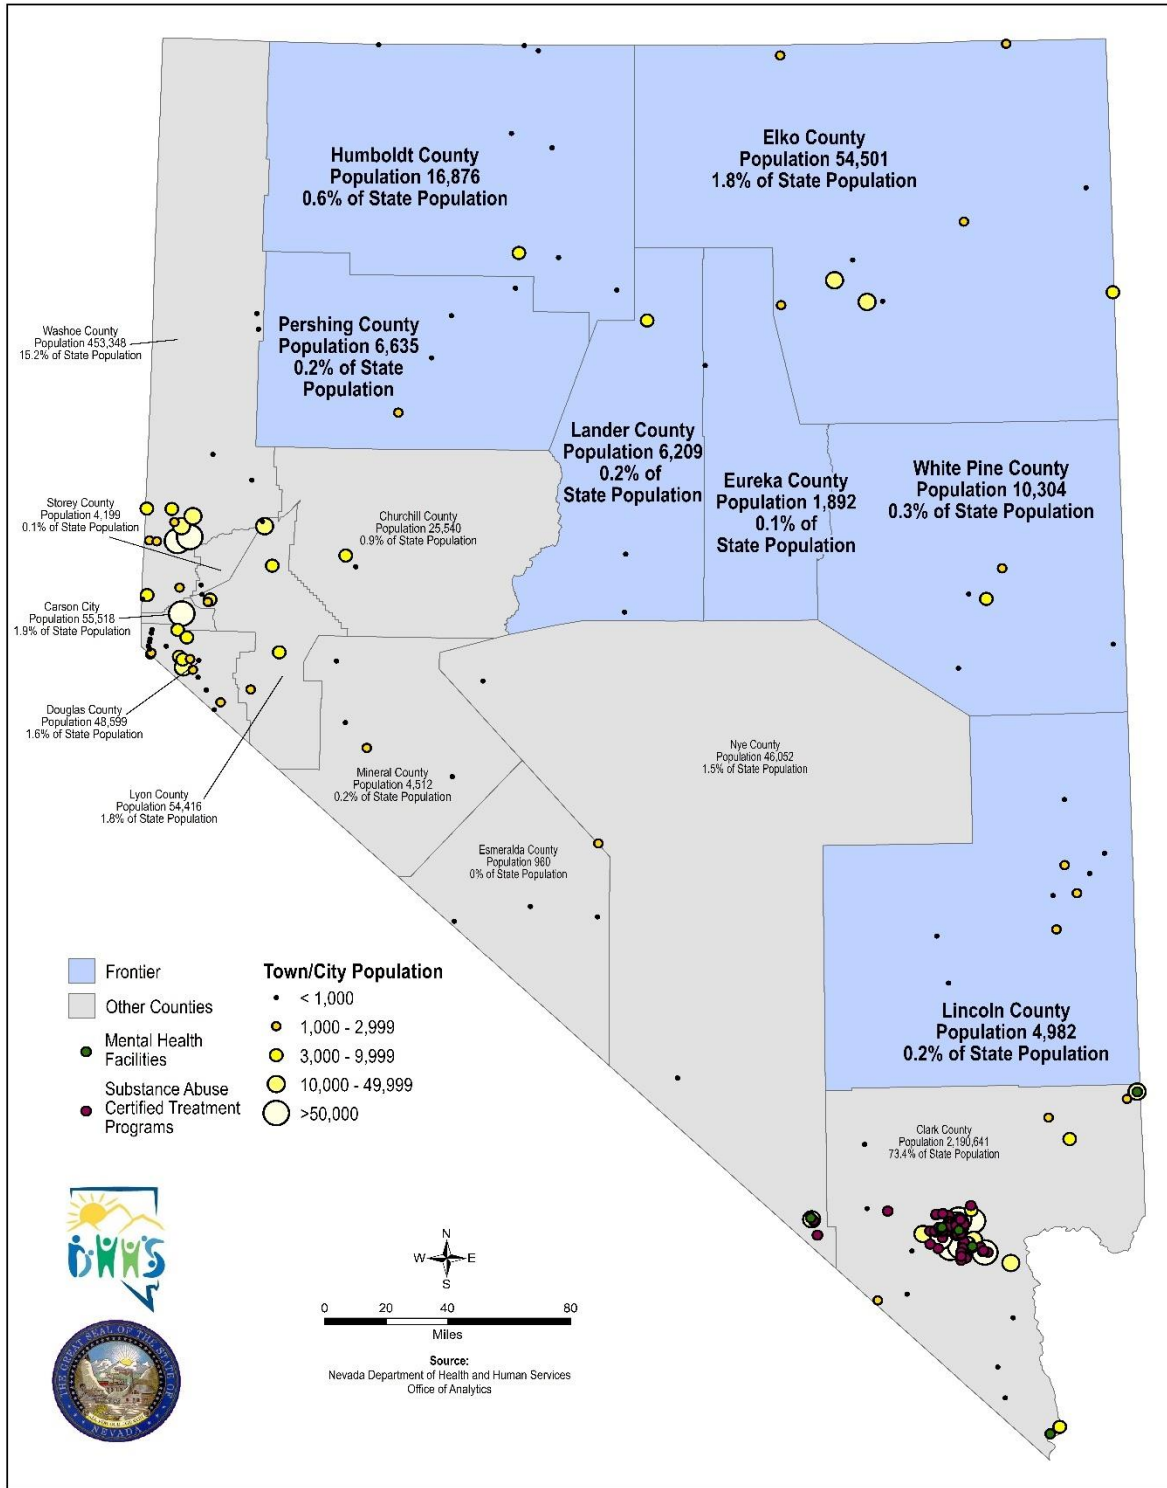 Humboldt County
Population 16,876
0.6% of State Population
Elko County
Population 54,501
1.8% of State Population
Washoe County
Population 453,348
15.2% of State Population
Pershing County
Population 6,635
0.2% of State
Population
Lander County
Population 6,209
0.2% of
State Population
Eureka County
Population 1,892
0.1% of
State Population
White Pine County
Population 10,304
0.3% of State Population
Storey County
Population 4,199
0.1% of State Population
Churchill County
Population 25,540
0.9% of State Population
Carson City
Population 55,518
1.9% of State Population
Douglas County
Population 48,599
1.6% of State Population
Lyon County
Population 54,416
1.8% of State Population
Mineral County
Population 4,512
0.2% of State Population
Nye County
Population 46,052
1.5% of State Population
Esmeralda County
Population 960
0% of State Population
Lincoln County
Population 4,982
0.2% of State Population
Clark County
Population 2,190,641
73.4% of State Population
Frontier
Other Counties
Mental Health
Facilities
Substance Abuse
Certified Treatment
Programs
Town/City Population
< 1,000
1,000 - 2,999
3,000 - 9,999
10,000 - 49,999
>50,000
DHHS
THE GREAT SEAL OF THE STATE OF
NEVADA
N
W E
S
0 20 40 80
Miles
Source:
Nevada Department of Health and Human Services
Office of Analytics